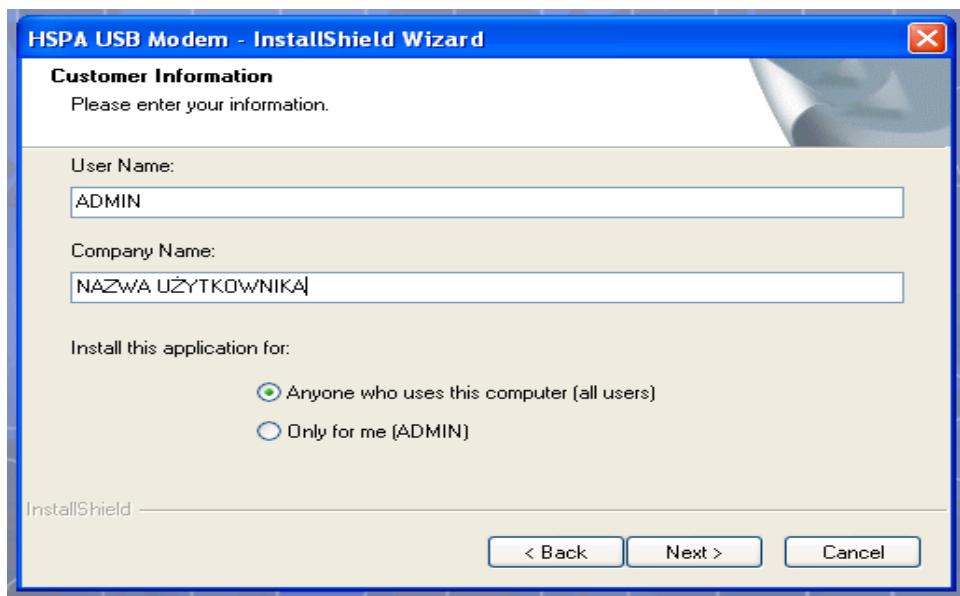 HSPA USB Modem - InstallShield Wizard
Customer Information
Please enter your information.
User Name:
ADMIN
Company Name:
NAZWA UŻYTKOWNIKA
Install this application for:
Anyone who uses this computer (all users)
Only for me (ADMIN)
InstallShield
< Back Next > Cancel